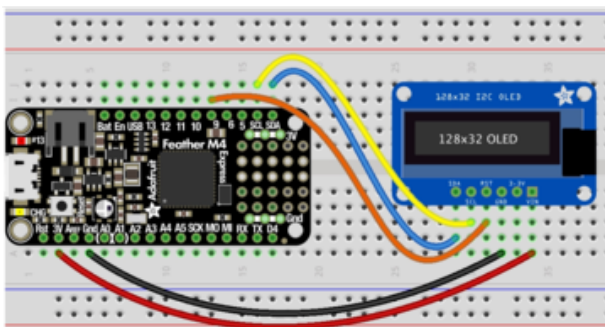 128x32 I2C OLED
128x32 OLED
SDA RST 3.3V
SCL GND VIN
Bat En USB 13 12 11 10 9 6 5 SCL SDA
#13
3V
Feather M4
Express
Adafruit
Reset
CHG
Gnd
Rst 3V Aref Gnd A0 A1 A2 A3 A4 A5 SCK MO MI RX TX D4